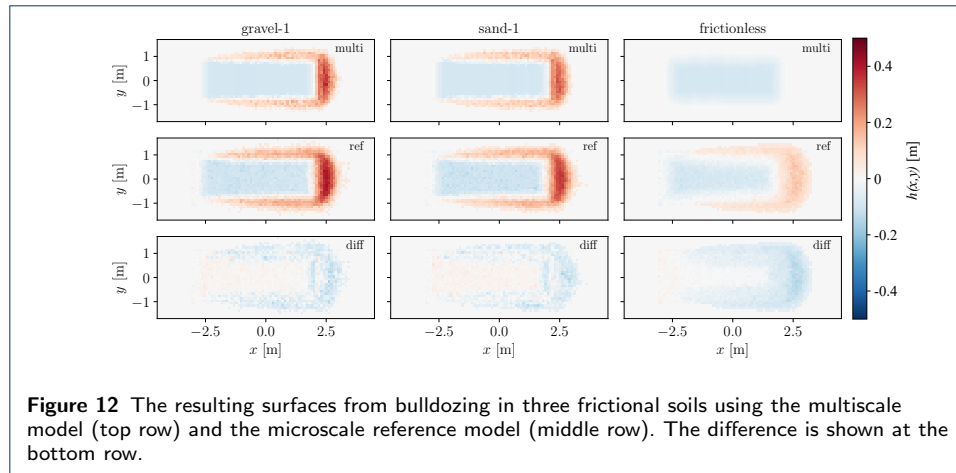 gravel-1 sand-1 frictionless
multi multi multi
y [m] 1 0 −1
0.4
ref ref ref
y [m] 1 0 −1
0.2
0
h(x,y) [m]
-0.2
diff diff diff
y [m] 1 0 −1
-0.4
−2.5 0.0 2.5 −2.5 0.0 2.5 −2.5 0.0 2.5
x [m] x [m] x [m]
Figure 12 The resulting surfaces from bulldozing in three frictional soils using the multiscale
model (top row) and the microscale reference model (middle row). The difference is shown at the
bottom row.